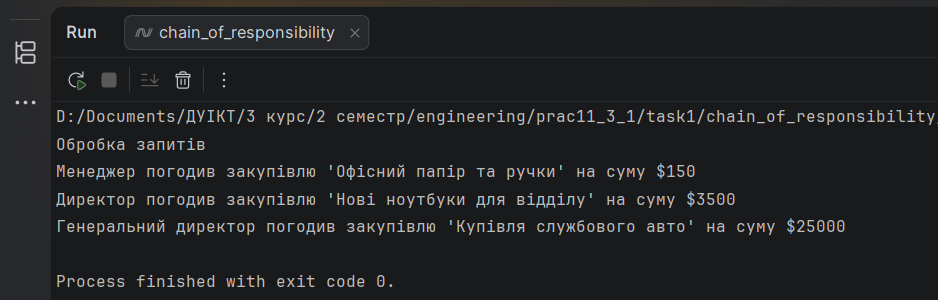 Run chain_of_responsibility
D:/Documents/ДУІКТ/3 курс/2 семестр/engineering/prac11_3_1/task1/chain_of_responsibility
Обробка запитів
Менеджер погодив закупівлю 'Офісний папір та ручки' на суму $150
Директор погодив закупівлю 'Нові ноутбуки для відділу' на суму $3500
Генеральний директор погодив закупівлю 'Купівля службового авто' на суму $25000
Process finished with exit code 0.